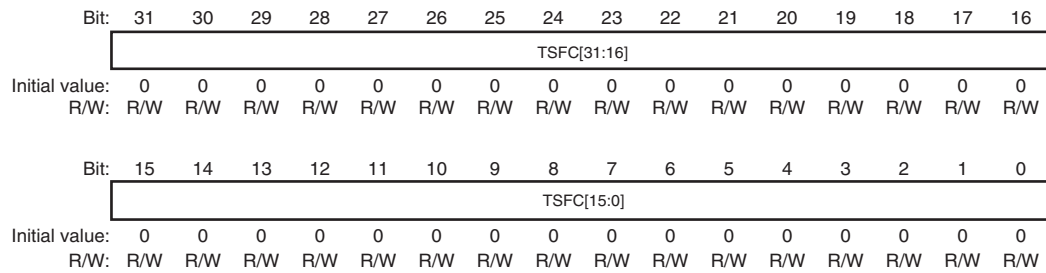 Bit: 31 30 29 28 27 26 25 24 23 22 21 20 19 18 17 16
TSFC[31:16]
Initial value: 0 0 0 0 0 0 0 0 0 0 0 0 0 0 0 0
R/W: R/W R/W R/W R/W R/W R/W R/W R/W R/W R/W R/W R/W R/W R/W R/W R/W
Bit: 15 14 13 12 11 10 9 8 7 6 5 4 3 2 1 0
TSFC[15:0]
Initial value: 0 0 0 0 0 0 0 0 0 0 0 0 0 0 0 0
R/W: R/W R/W R/W R/W R/W R/W R/W R/W R/W R/W R/W R/W R/W R/W R/W R/W